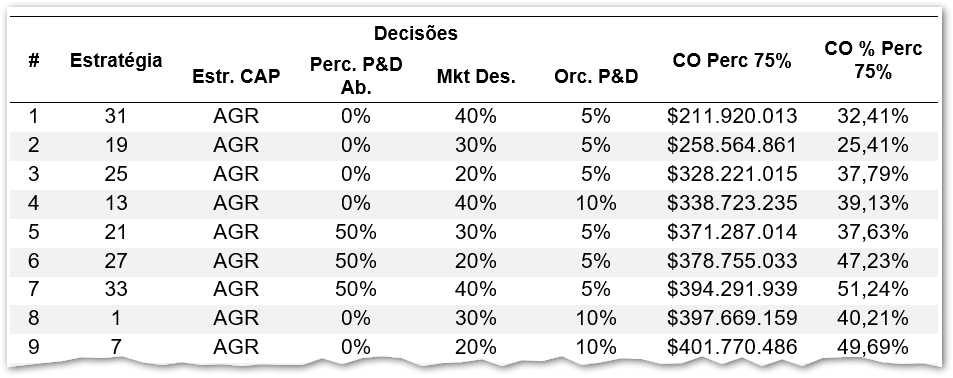 Decisões
# Estratégia Estr. CAP Perc. P&D Ab. Mkt Des. Orc. P&D CO Perc 75% CO % Perc 75%
1 31 AGR 0% 40% 5% $211.920.013 32,41%
2 19 AGR 0% 30% 5% $258.564.861 25,41%
3 25 AGR 0% 20% 5% $328.221.015 37,79%
4 13 AGR 0% 40% 10% $338.723.235 39,13%
5 21 AGR 50% 30% 5% $371.287.014 37,63%
6 27 AGR 50% 20% 5% $378.755.033 47,23%
7 33 AGR 50% 40% 5% $394.291.939 51,24%
8 1 AGR 0% 30% 10% $397.669.159 40,21%
9 7 AGR 0% 20% 10% $401.770.486 49,69%